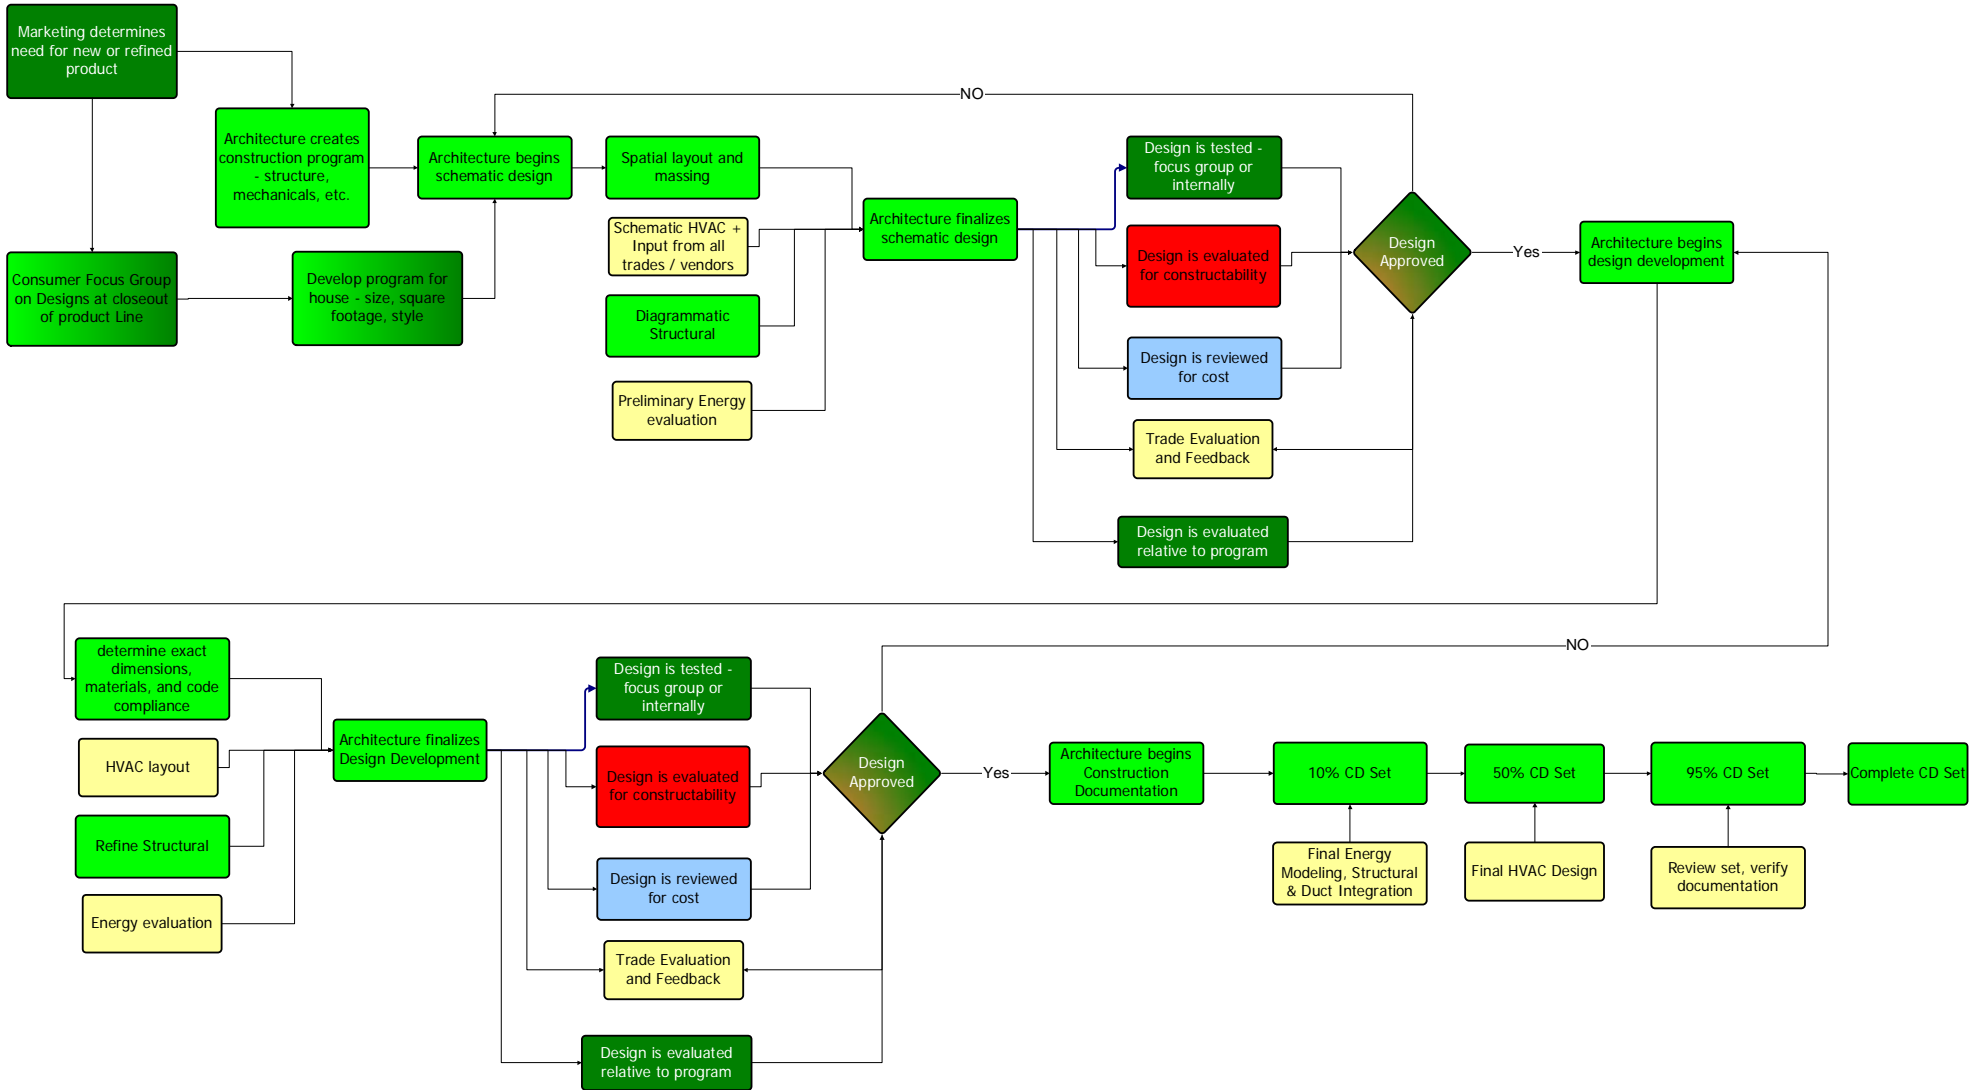 Marketing determines
need for new or refined
product
Architecture creates
construction program
- structure,
mechanicals, etc.
Consumer Focus Group
on Designs at closeout
of product Line
Develop program for
house - size, square
footage, style
Architecture begins
schematic design
NO
Spatial layout and
massing
Schematic HVAC +
Input from all
trades / vendors
Diagrammatic
Structural
Preliminary Energy
evaluation
Architecture finalizes
schematic design
Design is tested -
focus group or
internally
Design is evaluated
for constructability
Design is reviewed
for cost
Trade Evaluation
and Feedback
Design is evaluated
relative to program
Design
Approved
Yes
Architecture begins
design development
determine exact
dimensions,
materials, and code
compliance
HVAC layout
Refine Structural
Energy evaluation
Architecture finalizes
Design Development
Design is tested -
focus group or
internally
Design is evaluated
for constructability
Design is reviewed
for cost
Trade Evaluation
and Feedback
Design is evaluated
relative to program
Design
Approved
NO
Yes
Architecture begins
Construction
Documentation
10% CD Set
50% CD Set
95% CD Set
Complete CD Set
Final Energy
Modeling, Structural
& Duct Integration
Final HVAC Design
Review set, verify
documentation